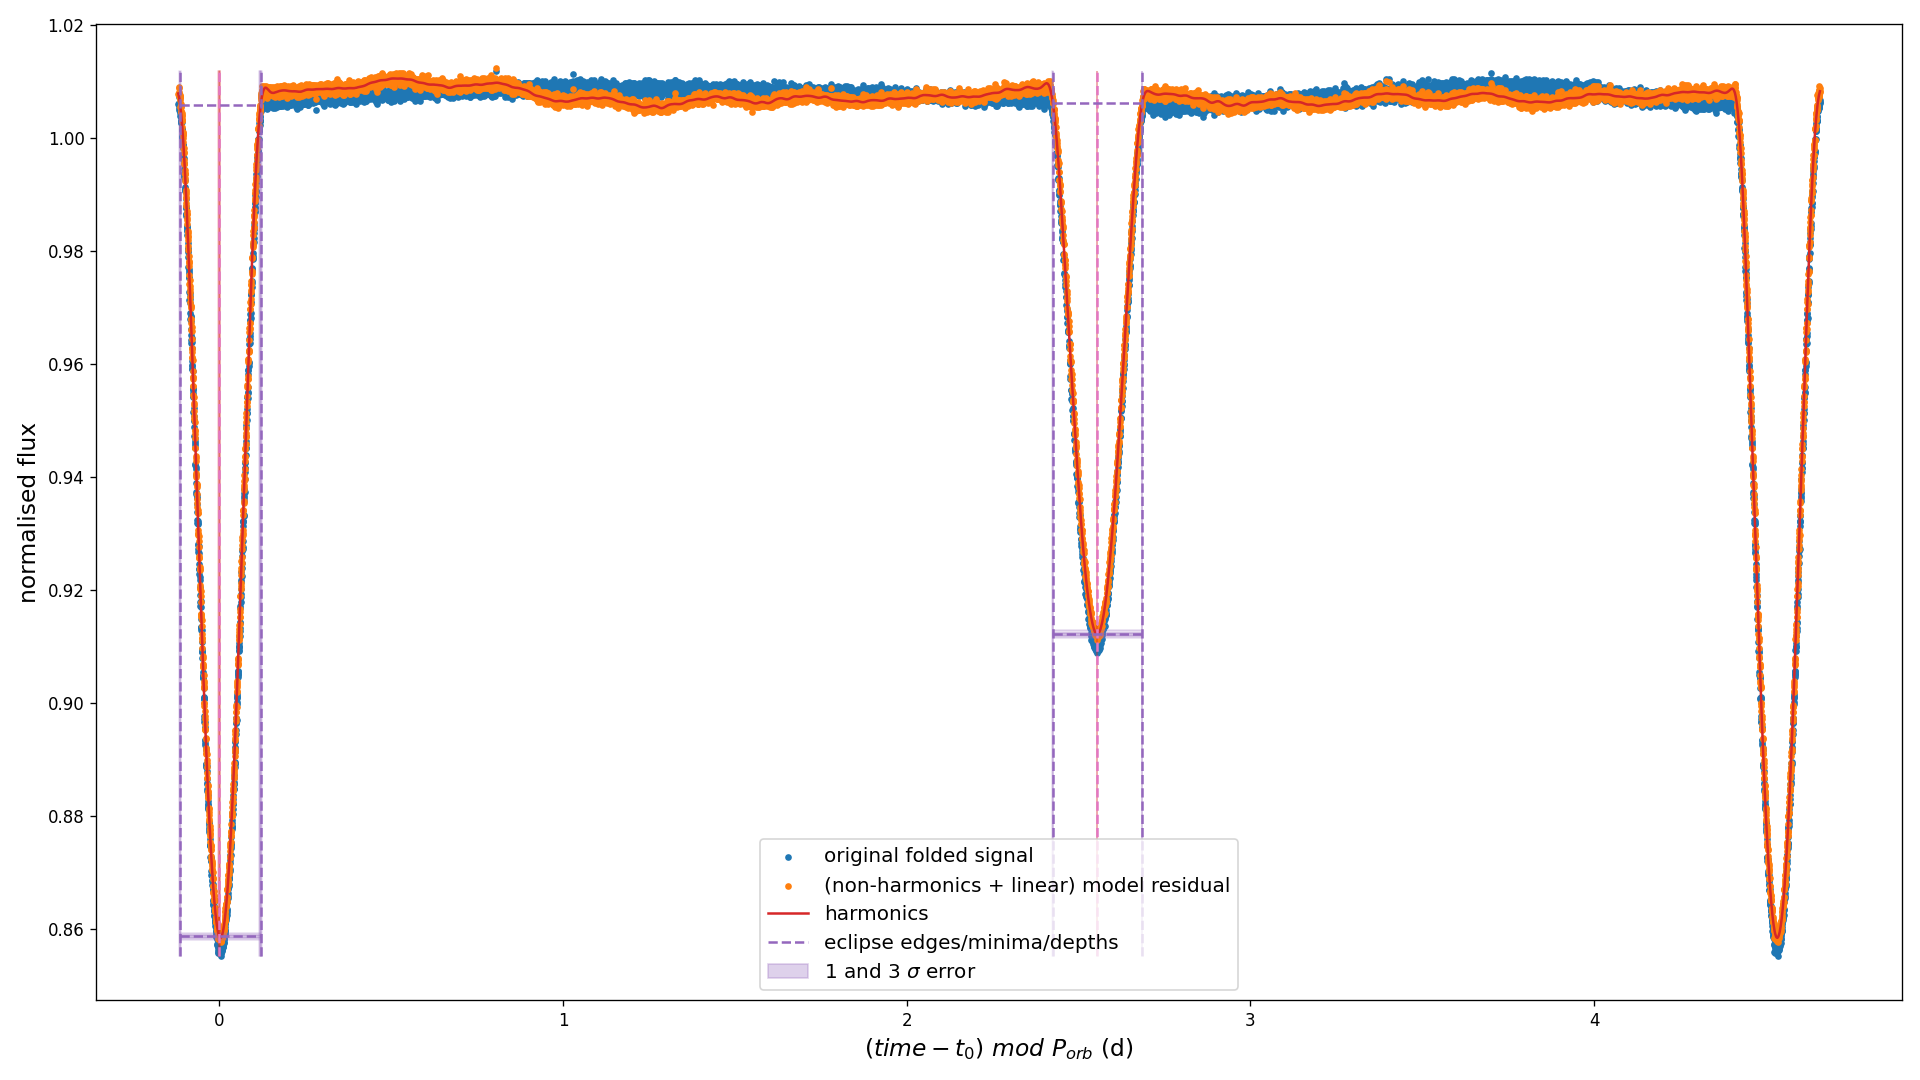 1.02
1.00
0.98
0.96
0.94
0.92
0.90
0.88
0.86
normalised flux
original folded signal
(non-harmonics + linear) model residual
harmonics
eclipse edges/minima/depths
1 and 3 σ error
0 1 2 3 4
(time − t₀) mod P_orb (d)